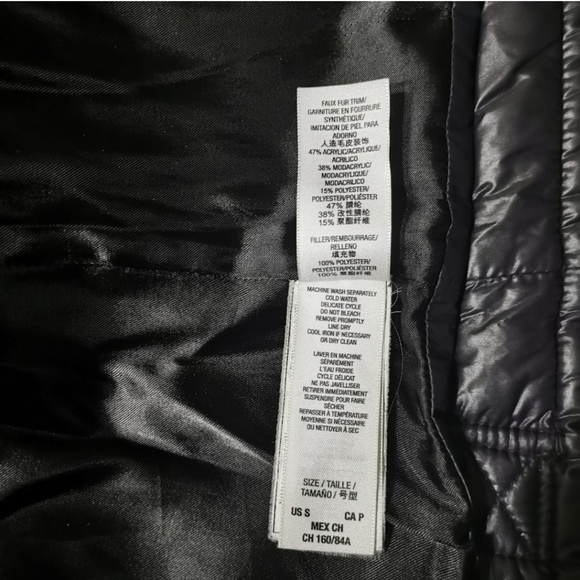 FAUX FUR TRIM/
GARNITURE EN FOURRURE
SYNTHÉTIQUE/
IMITACION DE PIEL PARA
ADORNO
人造毛皮装饰
47% ACRYLIC/ACRYLIQUE/
ACRILICO
38% MODACRYLIC/
MODACRYLIQUE/
MODACRILICO
15% POLYESTER/
POLYESTER/POLIÉSTER
47% 腈纶
38% 改性腈纶
15% 聚酯纤维
FILLER/REMBOURRAGE/
RELLENO
填充物
100% POLYESTER/
POLYESTER/POLIÉSTER
100% 聚酯纤维
MACHINE WASH SEPARATELY
COLD WATER
DELICATE CYCLE
DO NOT BLEACH
REMOVE PROMPTLY
LINE DRY
COOL IRON IF NECESSARY
OR DRY CLEAN
LAVER EN MACHINE
SÉPARÉMENT
L'EAU FROIDE
CYCLE DÉLICAT
NE PAS JAVELLISER
RETIRER IMMÉDIATEMENT
SUSPENDRE POUR FAIRE
SÉCHER
REPASSER À TEMPÉRATURE
MOYENNE SI NÉCESSAIRE
OU NETTOYER À SEC
SIZE / TAILLE /
TAMAÑO / 号型
US S CA P
MEX CH
CH 160/84A